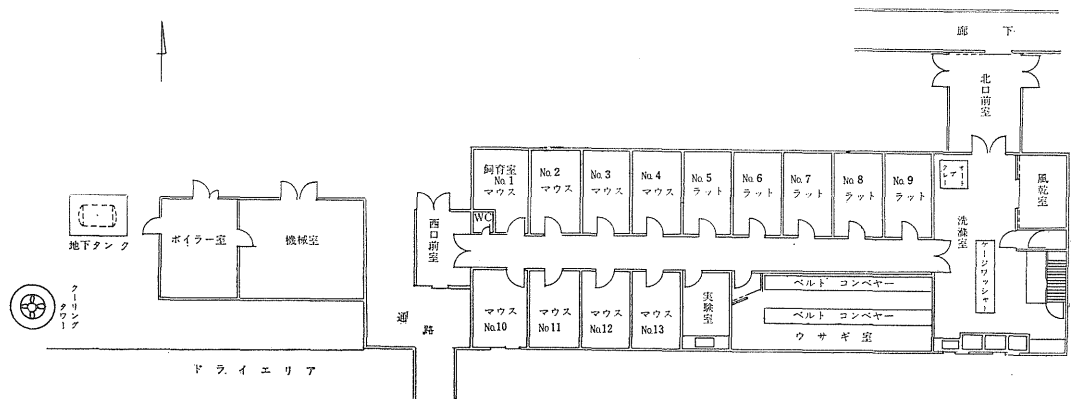 廊下
北口前室
飼育室
No.1
マウス
No.2
マウス
No.3
マウス
No.4
マウス
No.5
ラット
No.6
ラット
No.7
ラット
No.8
ラット
No.9
ラット
オート
クレーブ
風乾室
洗滌室
ケージワッシャー
WC
西口前室
地下タンク
ボイラー室
機械室
クーリング
タワー
通路
マウス
No.10
マウス
No.11
マウス
No.12
マウス
No.13
実験室
ベルト コンベヤー
ベルト コンベヤー
ウサギ室
ドライエリア